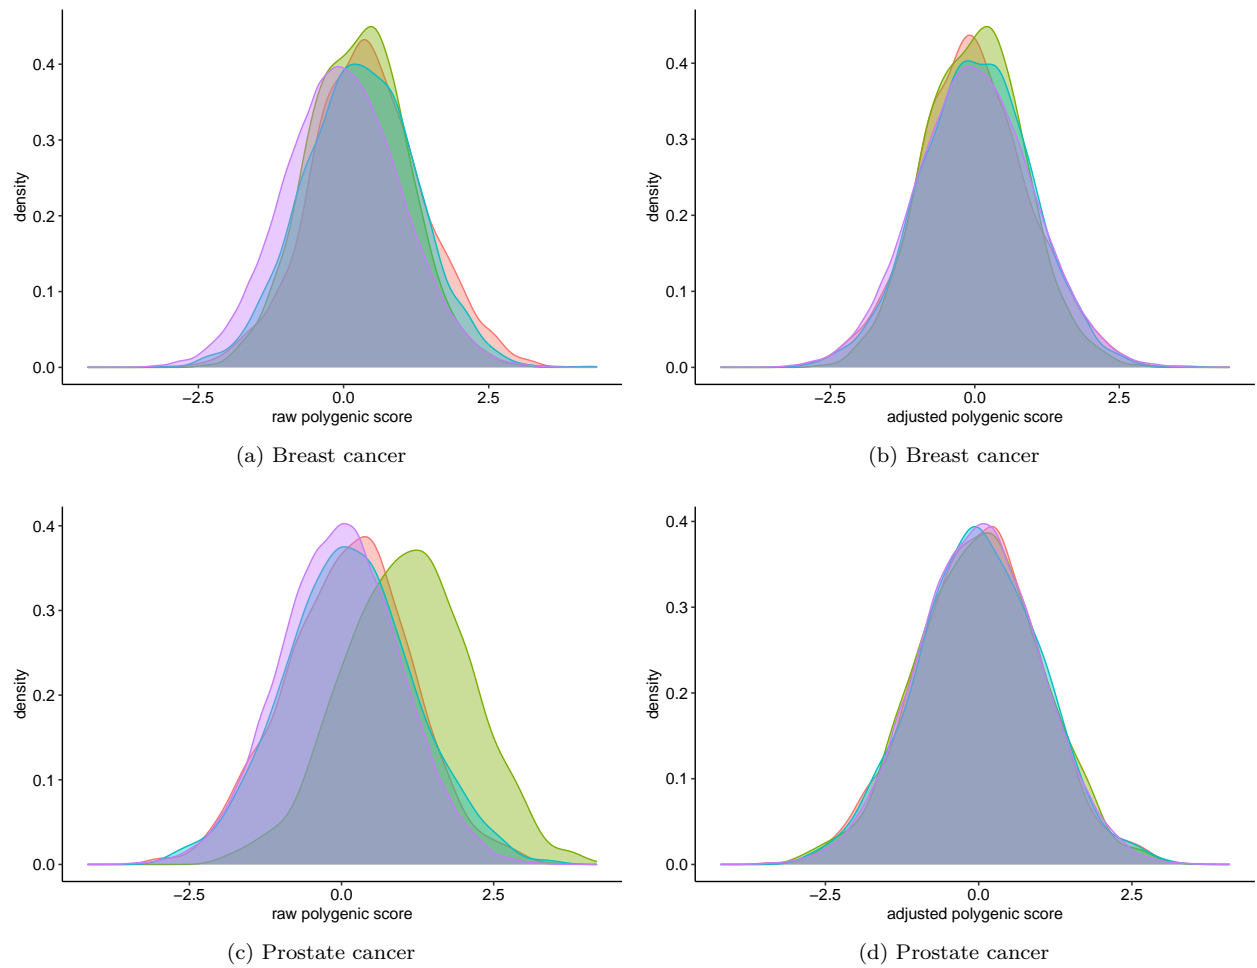 density
0.4
0.3
0.2
0.1
0.0
−2.5 0.0 2.5
raw polygenic score
(a) Breast cancer
density
0.4
0.3
0.2
0.1
0.0
−2.5 0.0 2.5
adjusted polygenic score
(b) Breast cancer
density
0.4
0.3
0.2
0.1
0.0
−2.5 0.0 2.5
raw polygenic score
(c) Prostate cancer
density
0.4
0.3
0.2
0.1
0.0
−2.5 0.0 2.5
adjusted polygenic score
(d) Prostate cancer